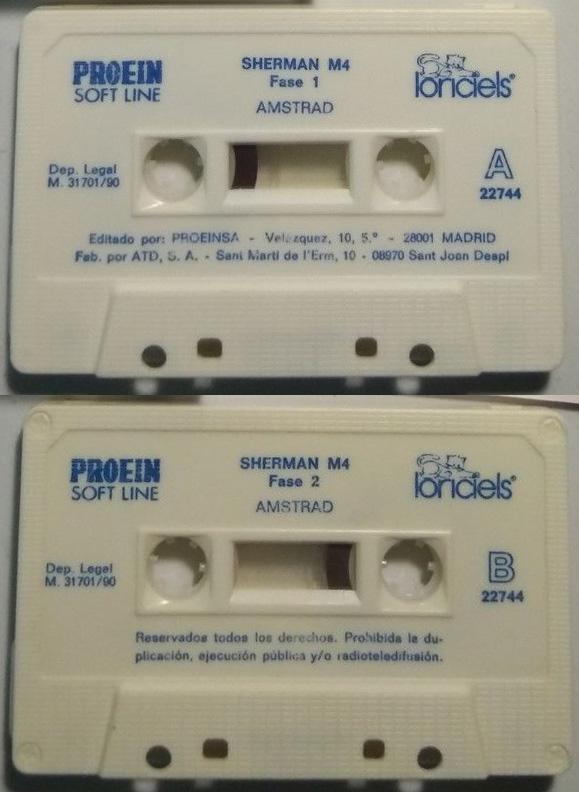 PROEIN
SOFT LINE
SHERMAN M4
Fase 1
AMSTRAD
loriciels
Dep. Legal
M. 31701/90
A
22744
Editado por: PROEINSA - Velázquez, 10, 5.º - 28001 MADRID
Fab. por ATD, S. A. - Sant Martí de l'Erm, 10 - 08970 Sant Joan Despí
PROEIN
SOFT LINE
SHERMAN M4
Fase 2
AMSTRAD
loriciels
Dep. Legal
M. 31701/90
B
22744
Reservados todos los derechos. Prohibida la du-
plicación, ejecución pública y/o radioteledifusión.